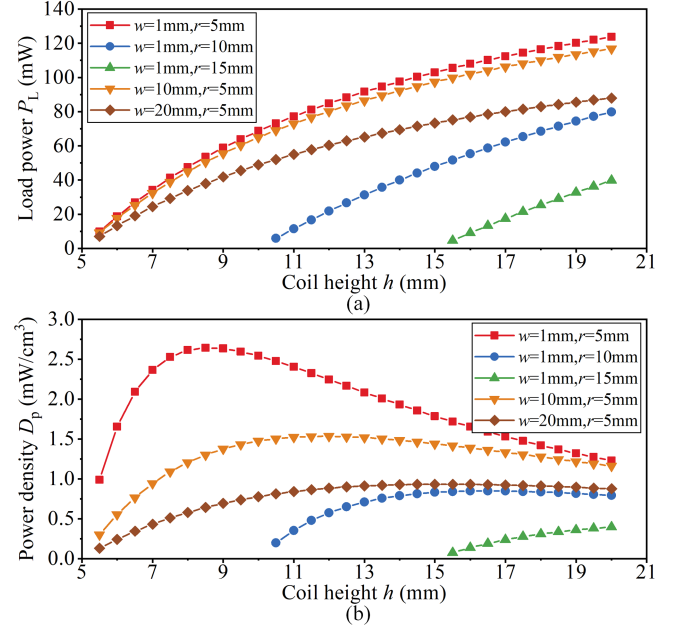 140
120
100
80
60
40
20
0
Load power P_L (mW)
w=1mm,r=5mm
w=1mm,r=10mm
w=1mm,r=15mm
w=10mm,r=5mm
w=20mm,r=5mm
5 7 9 11 13 15 17 19 21
Coil height h (mm)
(a)
3.0
2.5
2.0
1.5
1.0
0.5
0.0
Power density D_p (mW/cm³)
w=1mm,r=5mm
w=1mm,r=10mm
w=1mm,r=15mm
w=10mm,r=5mm
w=20mm,r=5mm
5 7 9 11 13 15 17 19 21
Coil height h (mm)
(b)